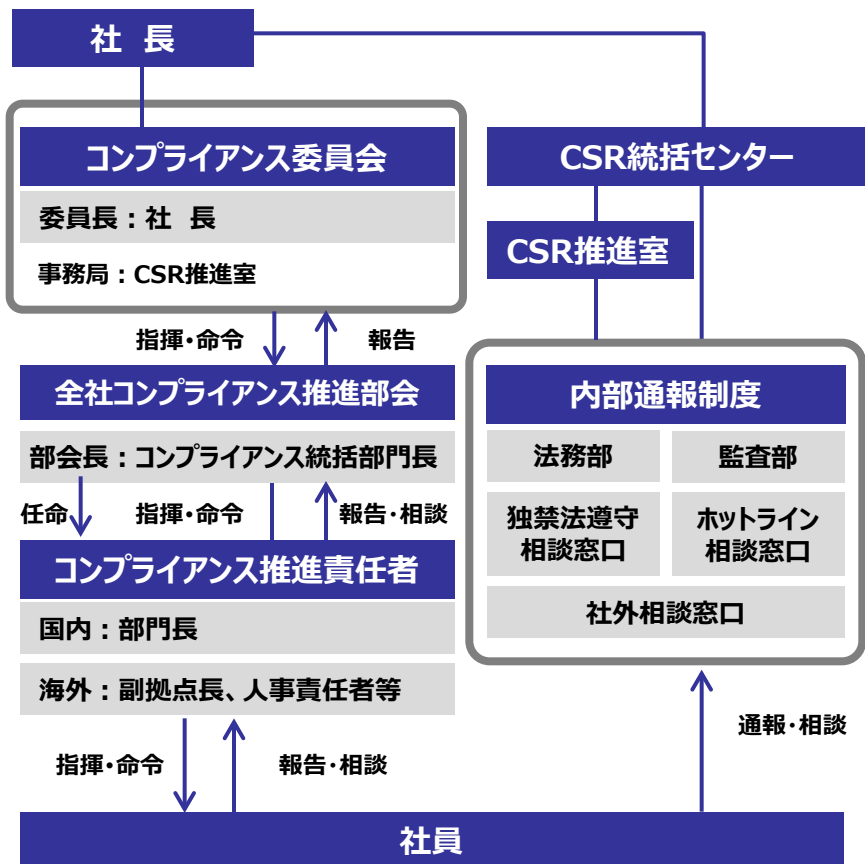 社 長
コンプライアンス委員会
委員長：社 長
事務局：CSR推進室
指揮・命令
報告
全社コンプライアンス推進部会
部会長：コンプライアンス統括部門長
任命
指揮・命令
報告・相談
コンプライアンス推進責任者
国内：部門長
海外：副拠点長、人事責任者等
指揮・命令
報告・相談
CSR統括センター
CSR推進室
内部通報制度
法務部
監査部
独禁法遵守
相談窓口
ホットライン
相談窓口
社外相談窓口
通報・相談
社員